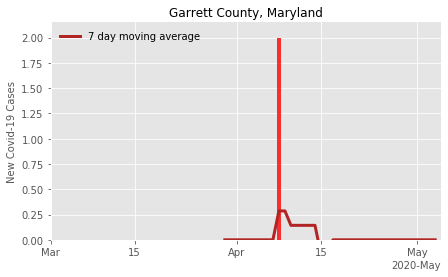 Garrett County, Maryland
7 day moving average
New Covid-19 Cases
2.00
1.75
1.50
1.25
1.00
0.75
0.50
0.25
0.00
Mar 15 Apr 15 May
2020-May